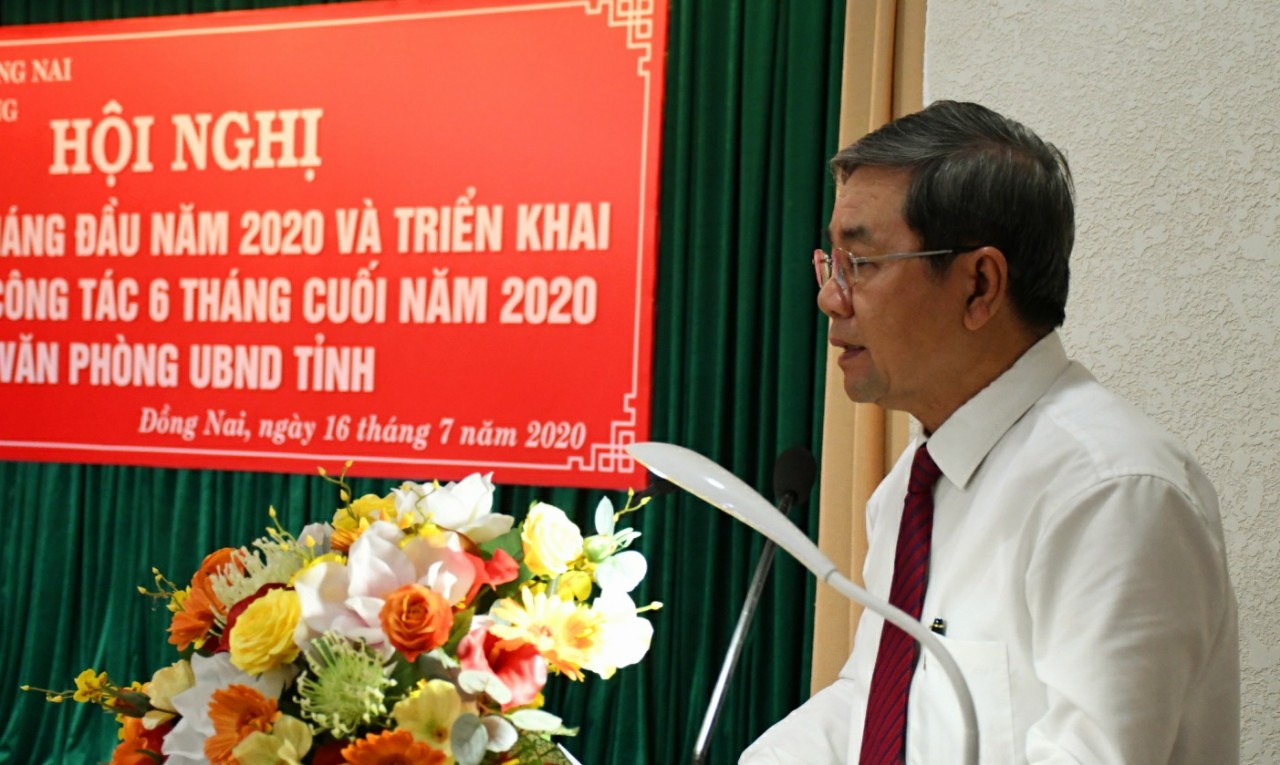 NG NAI
NG
HỘI NGHỊ
ÁNG ĐẦU NĂM 2020 VÀ TRIỂN KHAI
CÔNG TÁC 6 THÁNG CUỐI NĂM 2020
VĂN PHÒNG UBND TỈNH
Đồng Nai, ngày 16 tháng 7 năm 2020